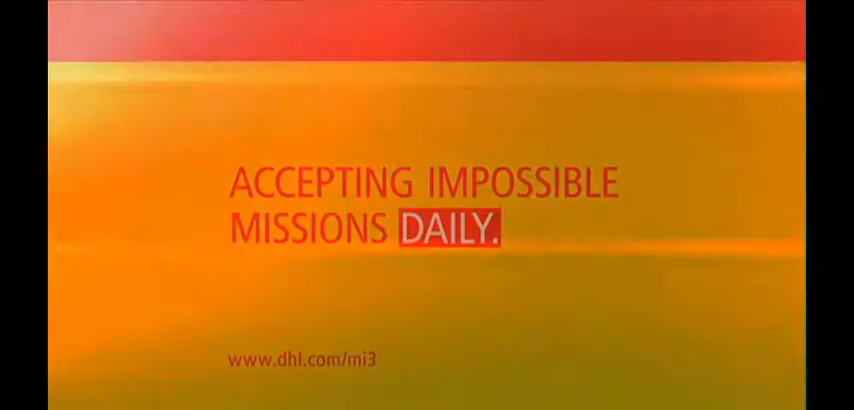 ACCEPTING IMPOSSIBLE
MISSIONS DAILY.
www.dhl.com/mi3